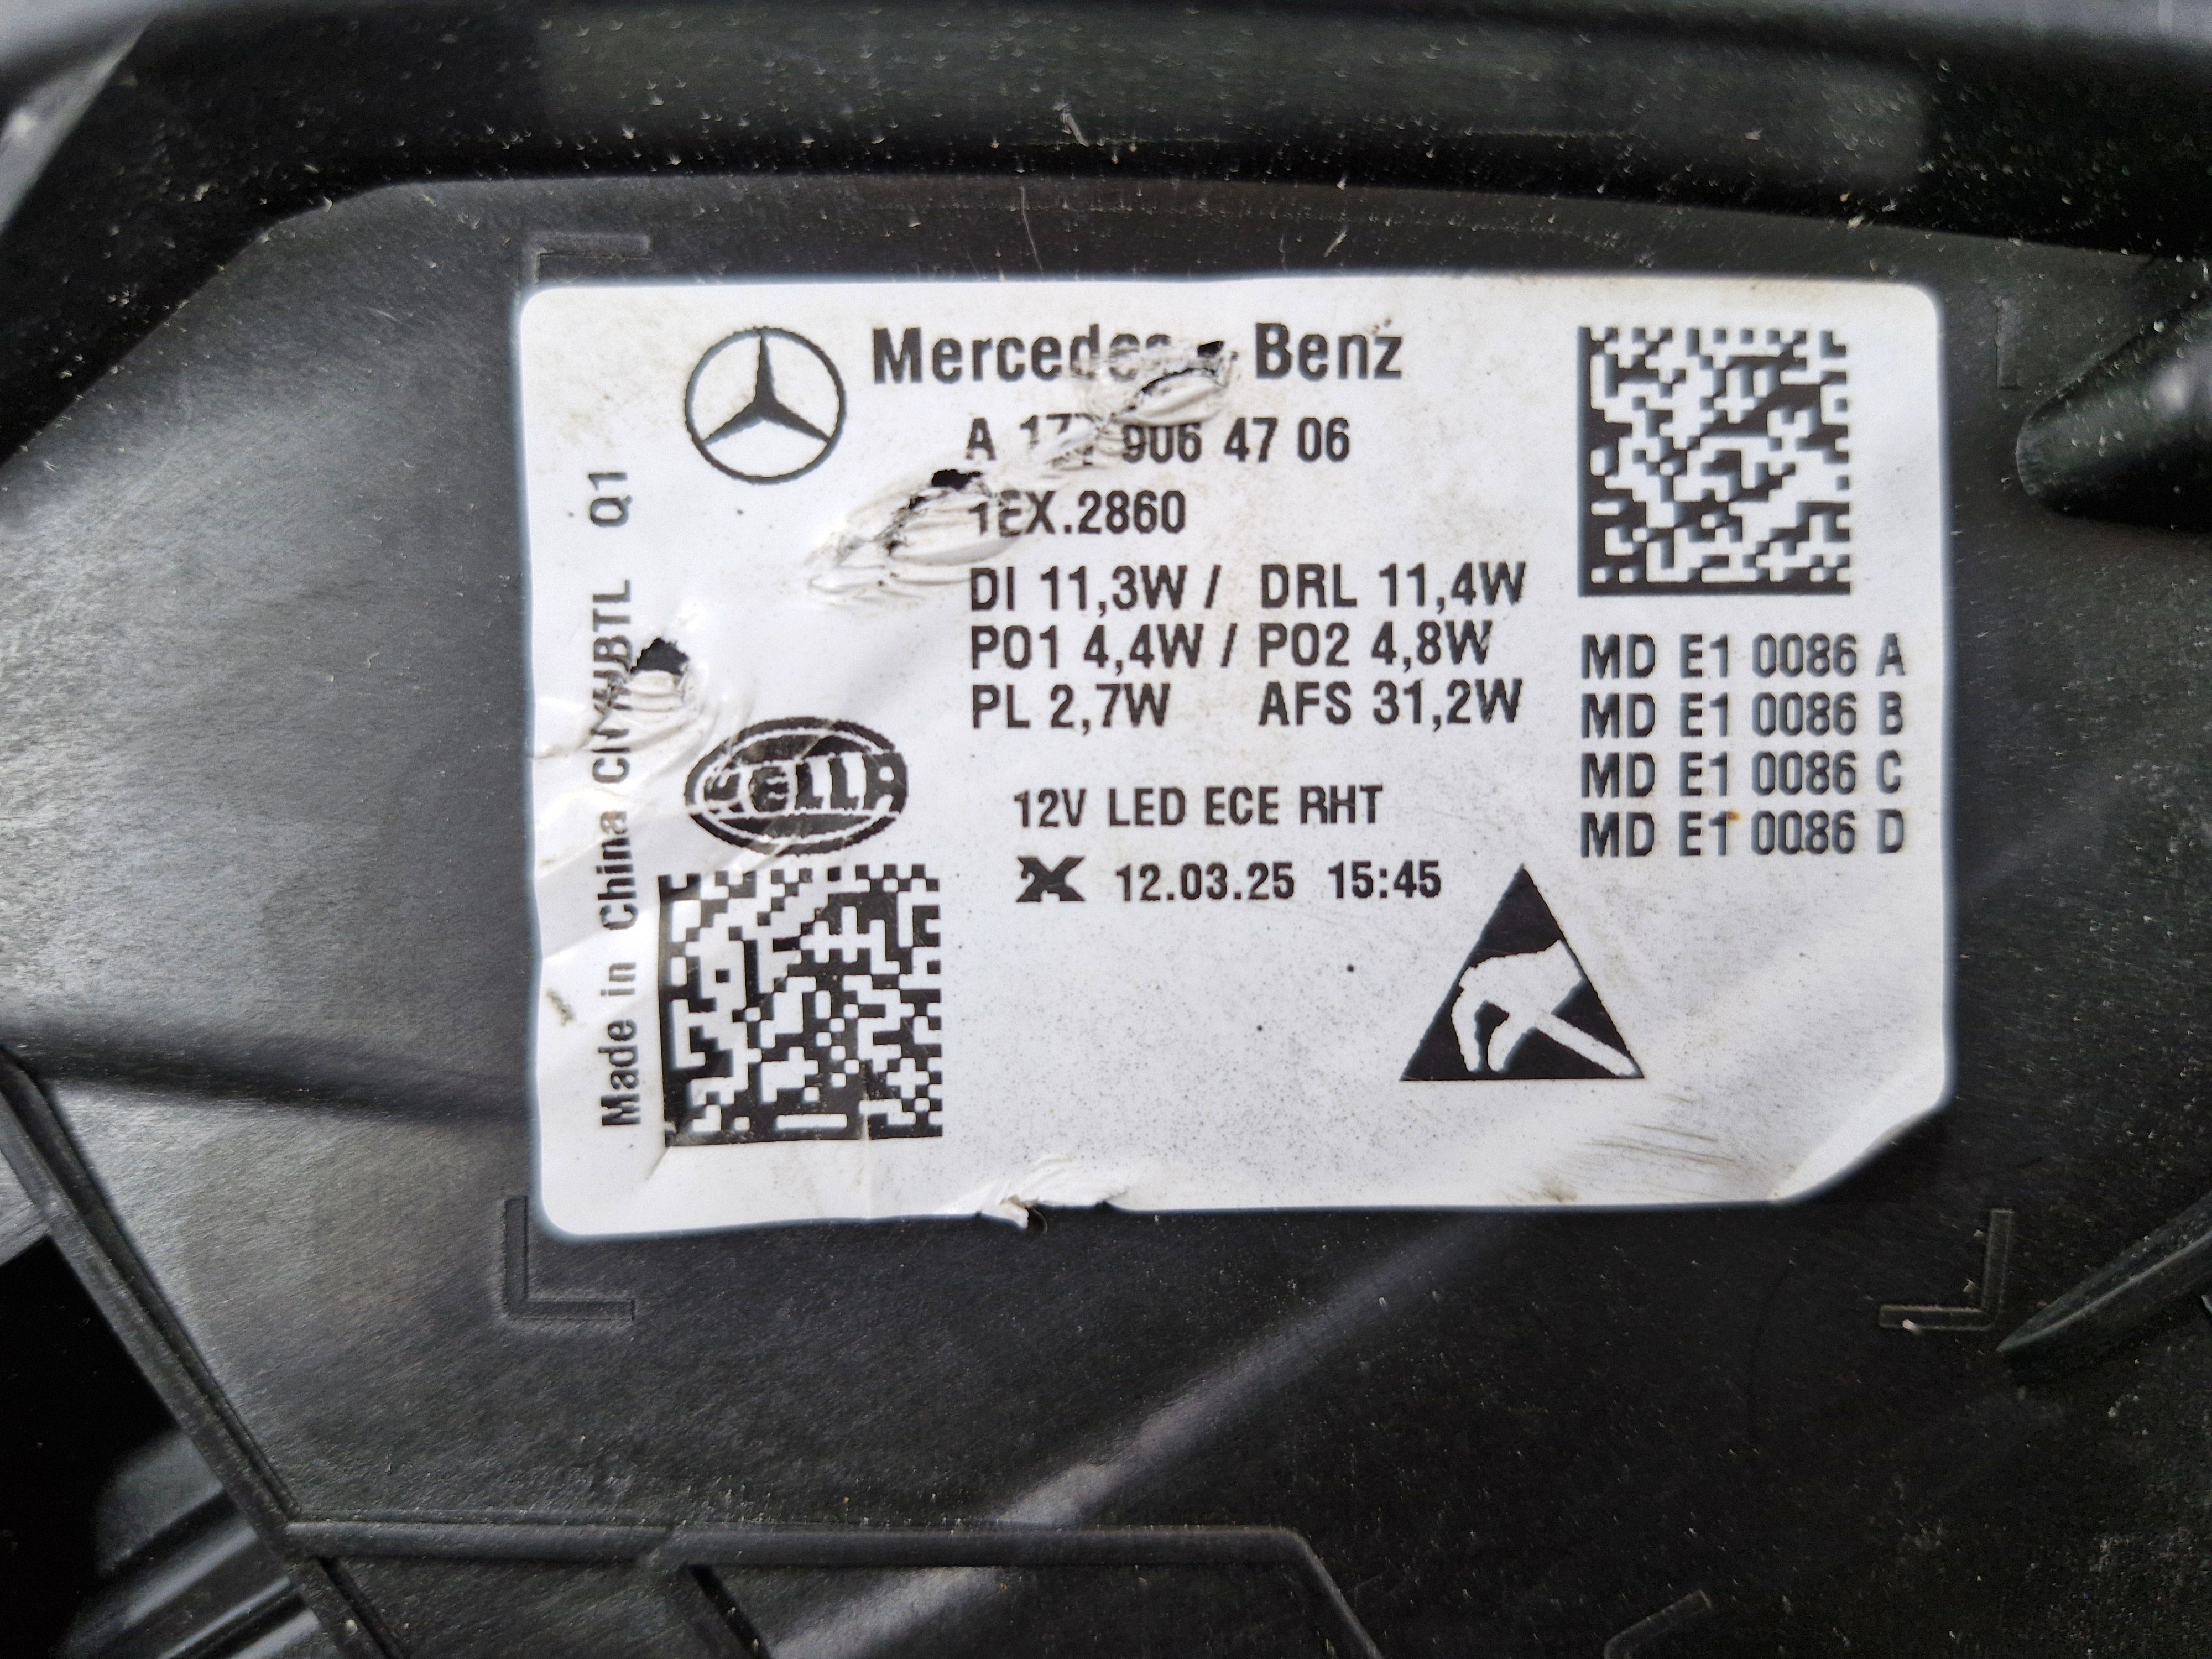 Mercedes - Benz
A 177 906 47 06
1EX.2860
DI 11,3W / DRL 11,4W
PO1 4,4W / PO2 4,8W
PL 2,7W AFS 31,2W
12V LED ECE RHT
12.03.25 15:45
MD E1 0086 A
MD E1 0086 B
MD E1 0086 C
MD E1 0086 D
HELLA
Made in China Q1